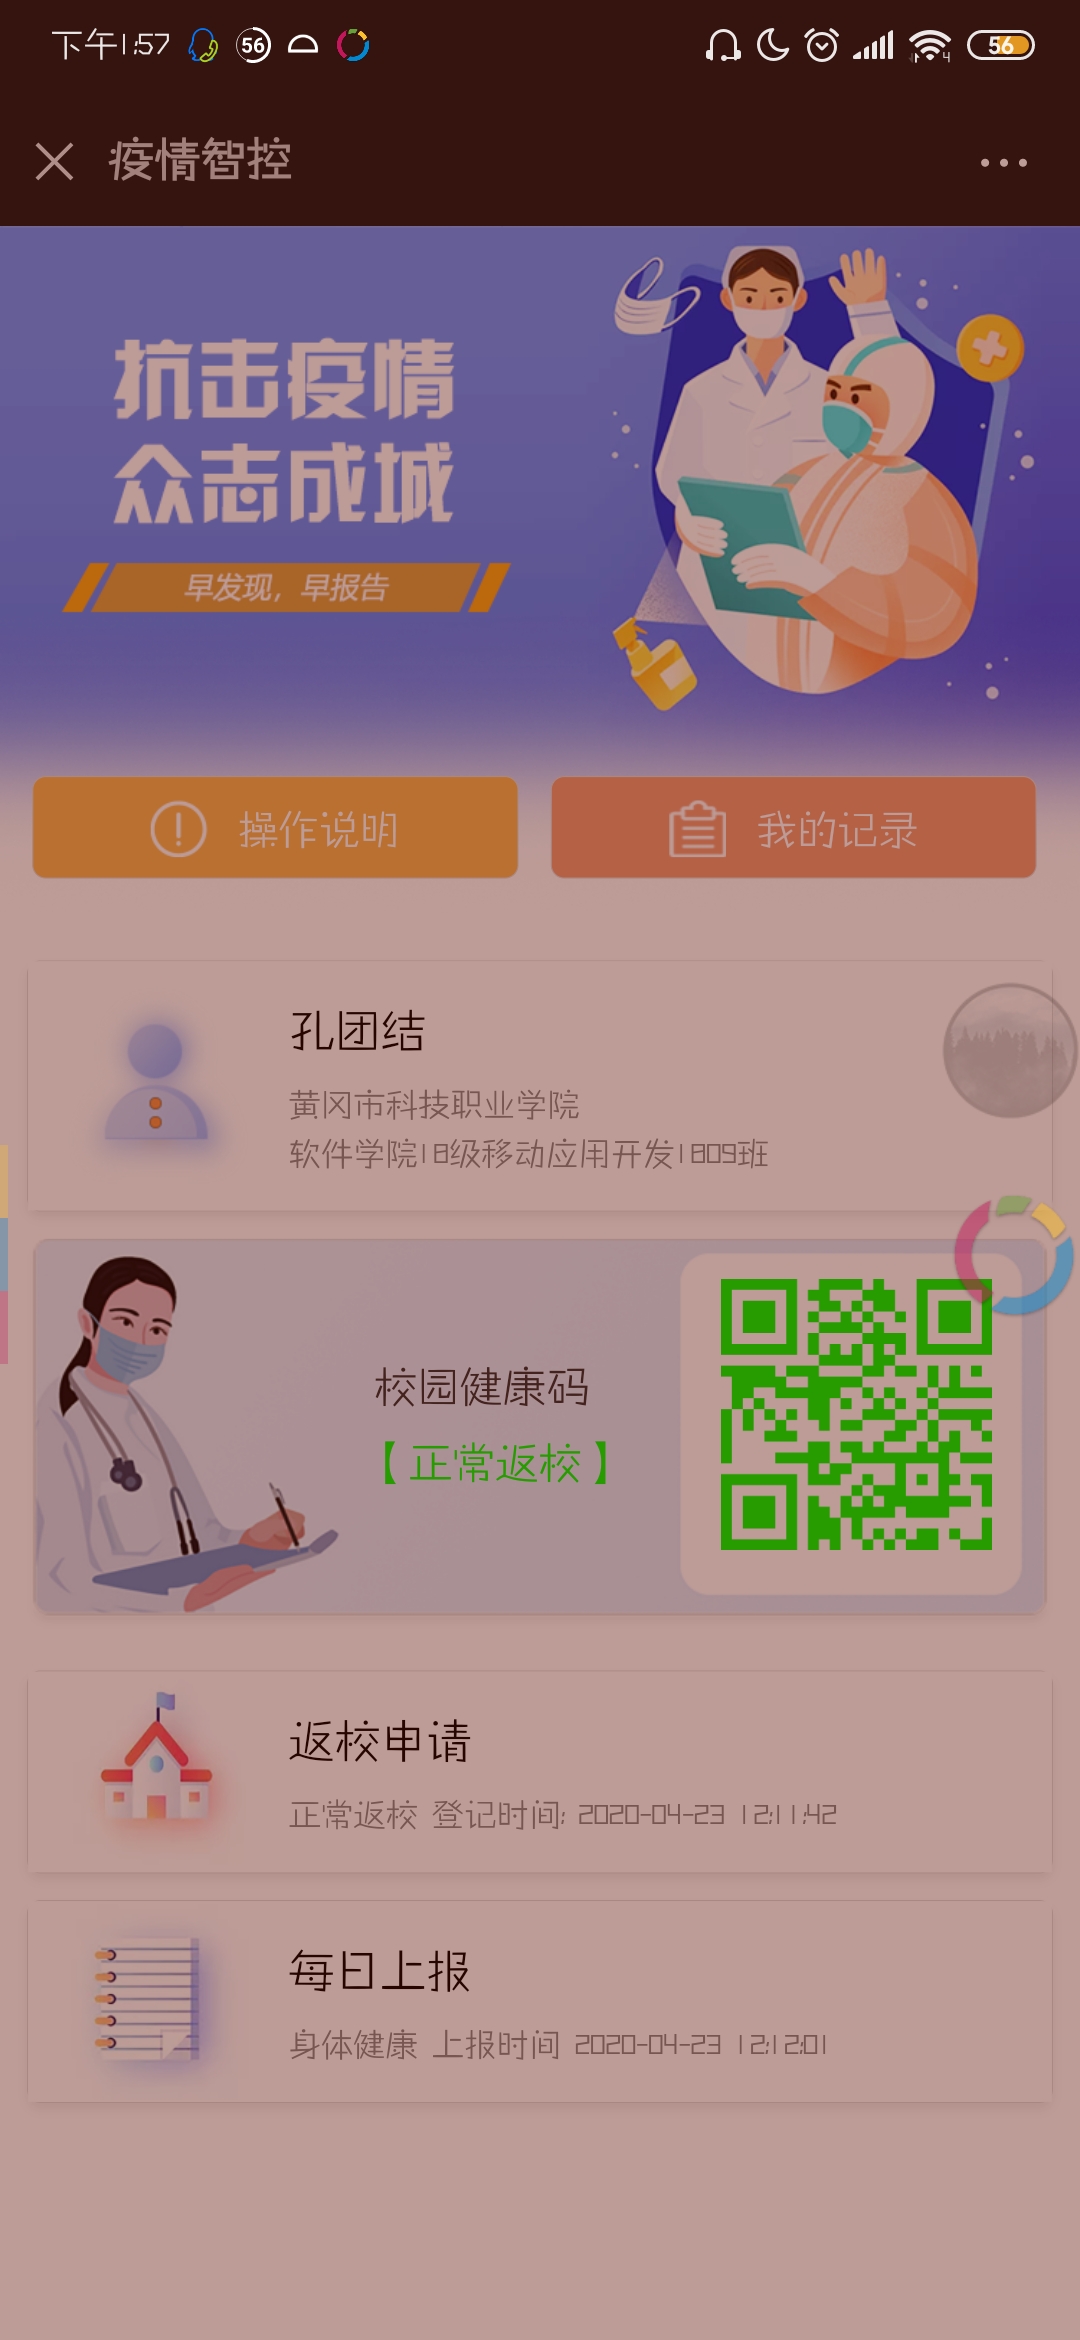 下午1:57
56
56
疫情智控
抗击疫情
众志成城
早发现，早报告
操作说明
我的记录
孔团结
黄冈市科技职业学院
软件学院18级移动应用开发1809班
校园健康码
【正常返校】
返校申请
正常返校 登记时间: 2020-04-23 12:11:42
每日上报
身体健康 上报时间 2020-04-23 12:12:01